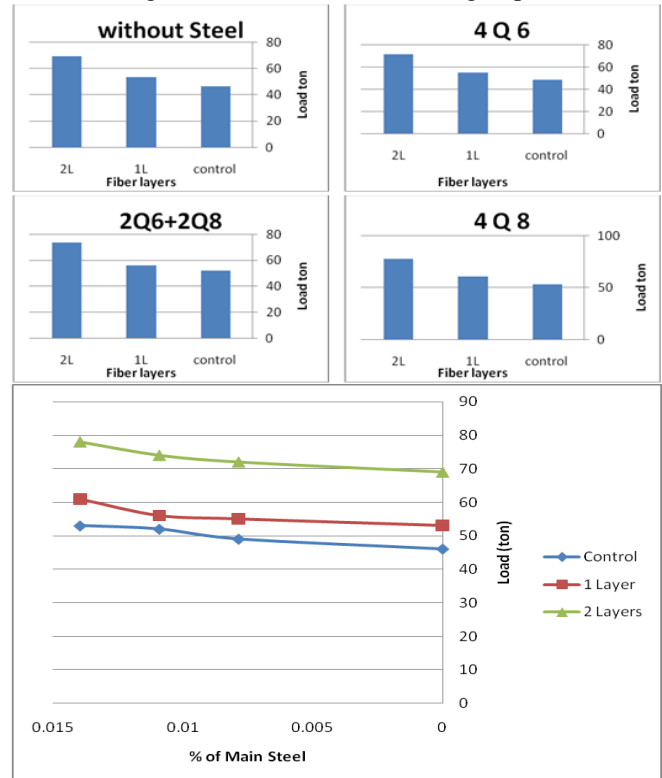 without Steel
80
60
40
20
0
Load ton
2L 1L control
Fiber layers
4 Q 6
80
60
40
20
0
Load ton
2L 1L control
Fiber layers
2Q6+2Q8
80
60
40
20
0
Load ton
2L 1L control
Fiber layers
4 Q 8
100
50
0
Load ton
2L 1L control
Fiber layers
90
80
70
60
50
40
30
20
10
0
Load (ton)
0.015 0.01 0.005 0
% of Main Steel
Control
1 Layer
2 Layers